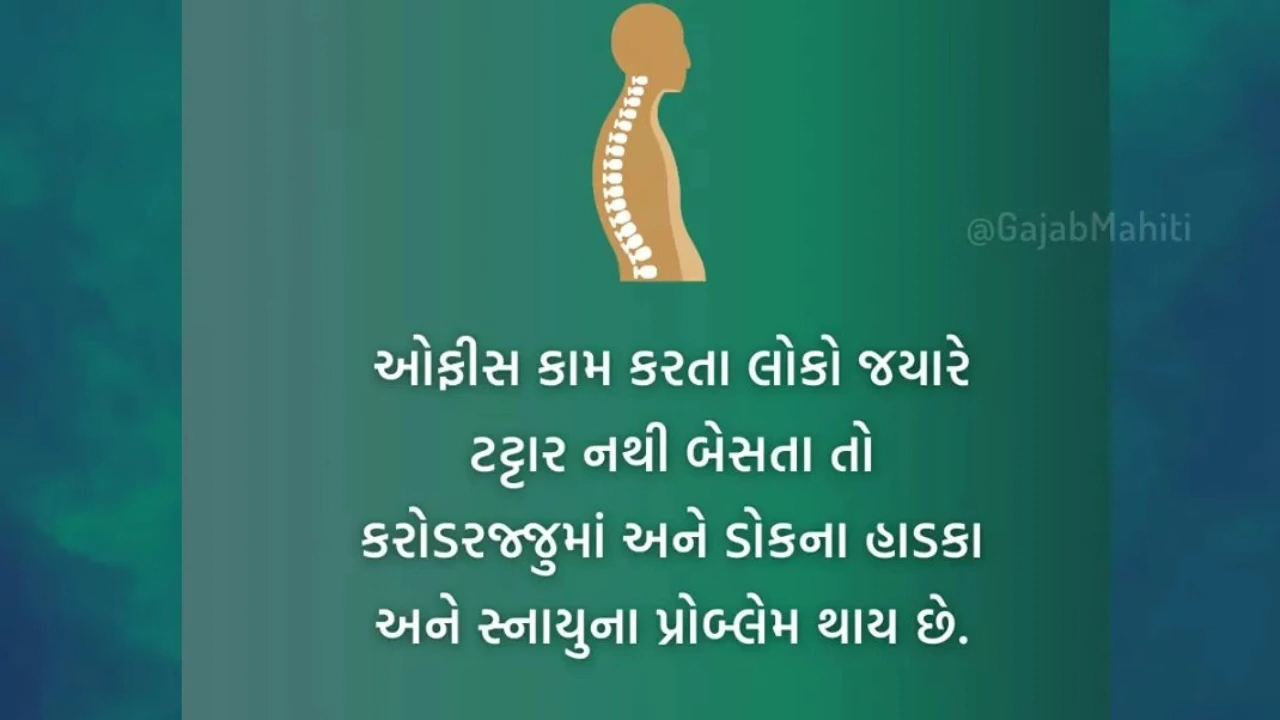 @GajabMahiti
ઓફીસ કામ કરતા લોકો જયારે
ટટ્ટાર નથી બેસતા તો
કરોડરજ્જુમાં અને ડોકના હાડકા
અને સ્નાયુના પ્રોબ્લેમ થાય છે.